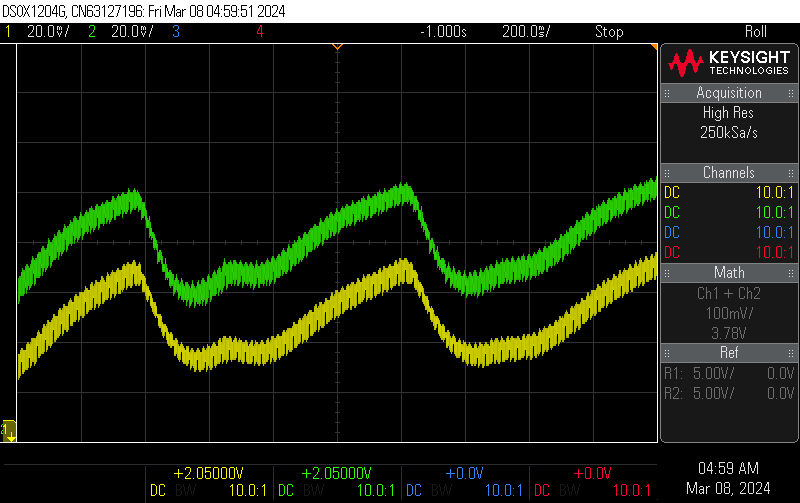 DSOX1204G, CN63127196: Fri Mar 08 04:59:51 2024
1 20.0V/ 2 20.0V/ 3 4 -1.000s 200.0ms/ Stop Roll
KEYSIGHT
TECHNOLOGIES
Acquisition
High Res
250kSa/s
Channels
DC 10.0:1
DC 10.0:1
DC 10.0:1
DC 10.0:1
Math
Ch1 + Ch2
100mV/
3.78V
Ref
R1: 5.00V/ 0.0V
R2: 5.00V/ 0.0V
+2.05000V +2.05000V +0.0V +0.0V
DC BW 10.0:1 DC BW 10.0:1 DC BW 10.0:1 DC BW 10.0:1
04:59 AM
Mar 08, 2024